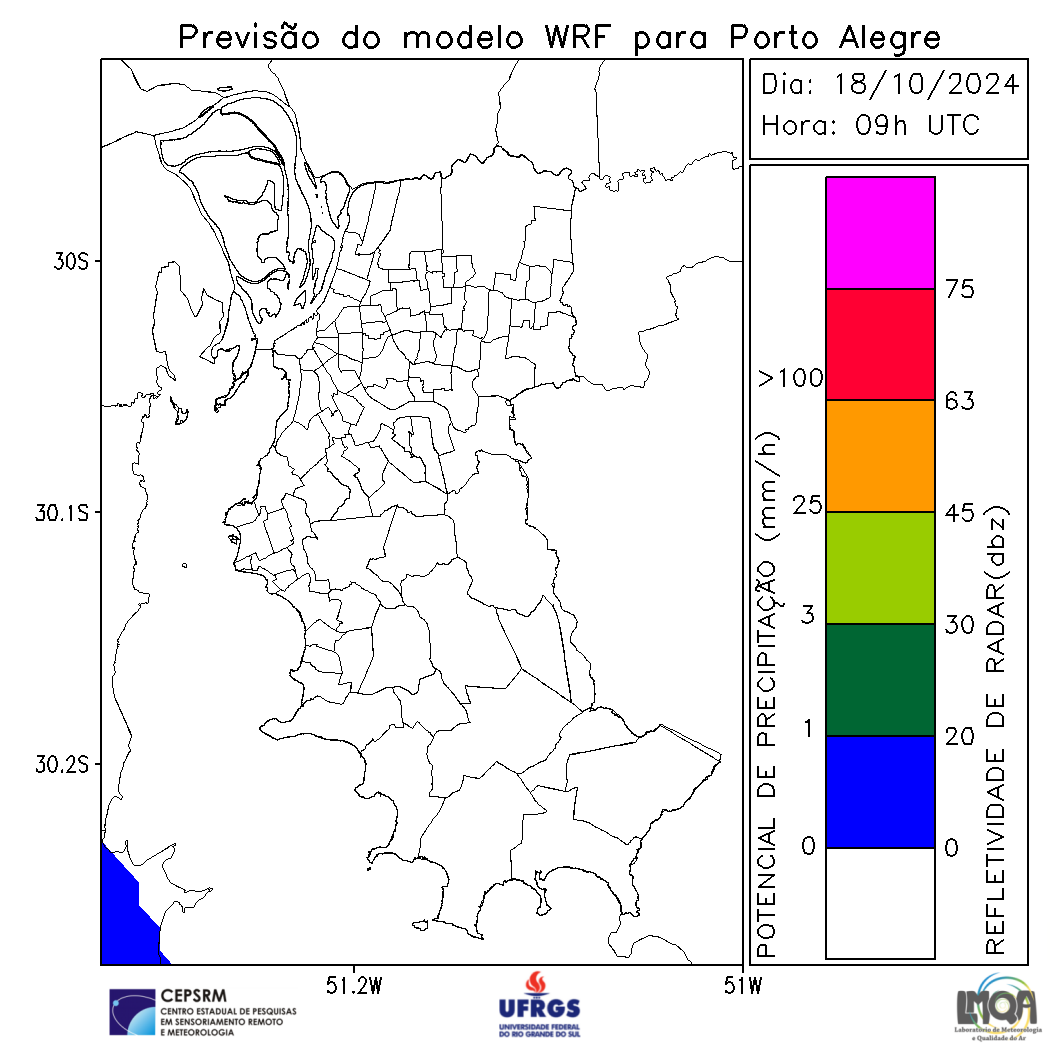 Previsão do modelo WRF para Porto Alegre
Dia: 18/10/2024
Hora: 09h UTC
30S
30.1S
30.2S
51.2W
51W
POTENCIAL DE PRECIPITAÇÃO (mm/h)
>100
25
3
1
0
75
63
45
30
20
0
REFLETIVIDADE DE RADAR(dbz)
CEPSRM
CENTRO ESTADUAL DE PESQUISAS
EM SENSORIAMENTO REMOTO
E METEOROLOGIA
UFRGS
UNIVERSIDADE FEDERAL
DO RIO GRANDE DO SUL
LMQA
Laboratório de Meteorologia
e Qualidade do Ar